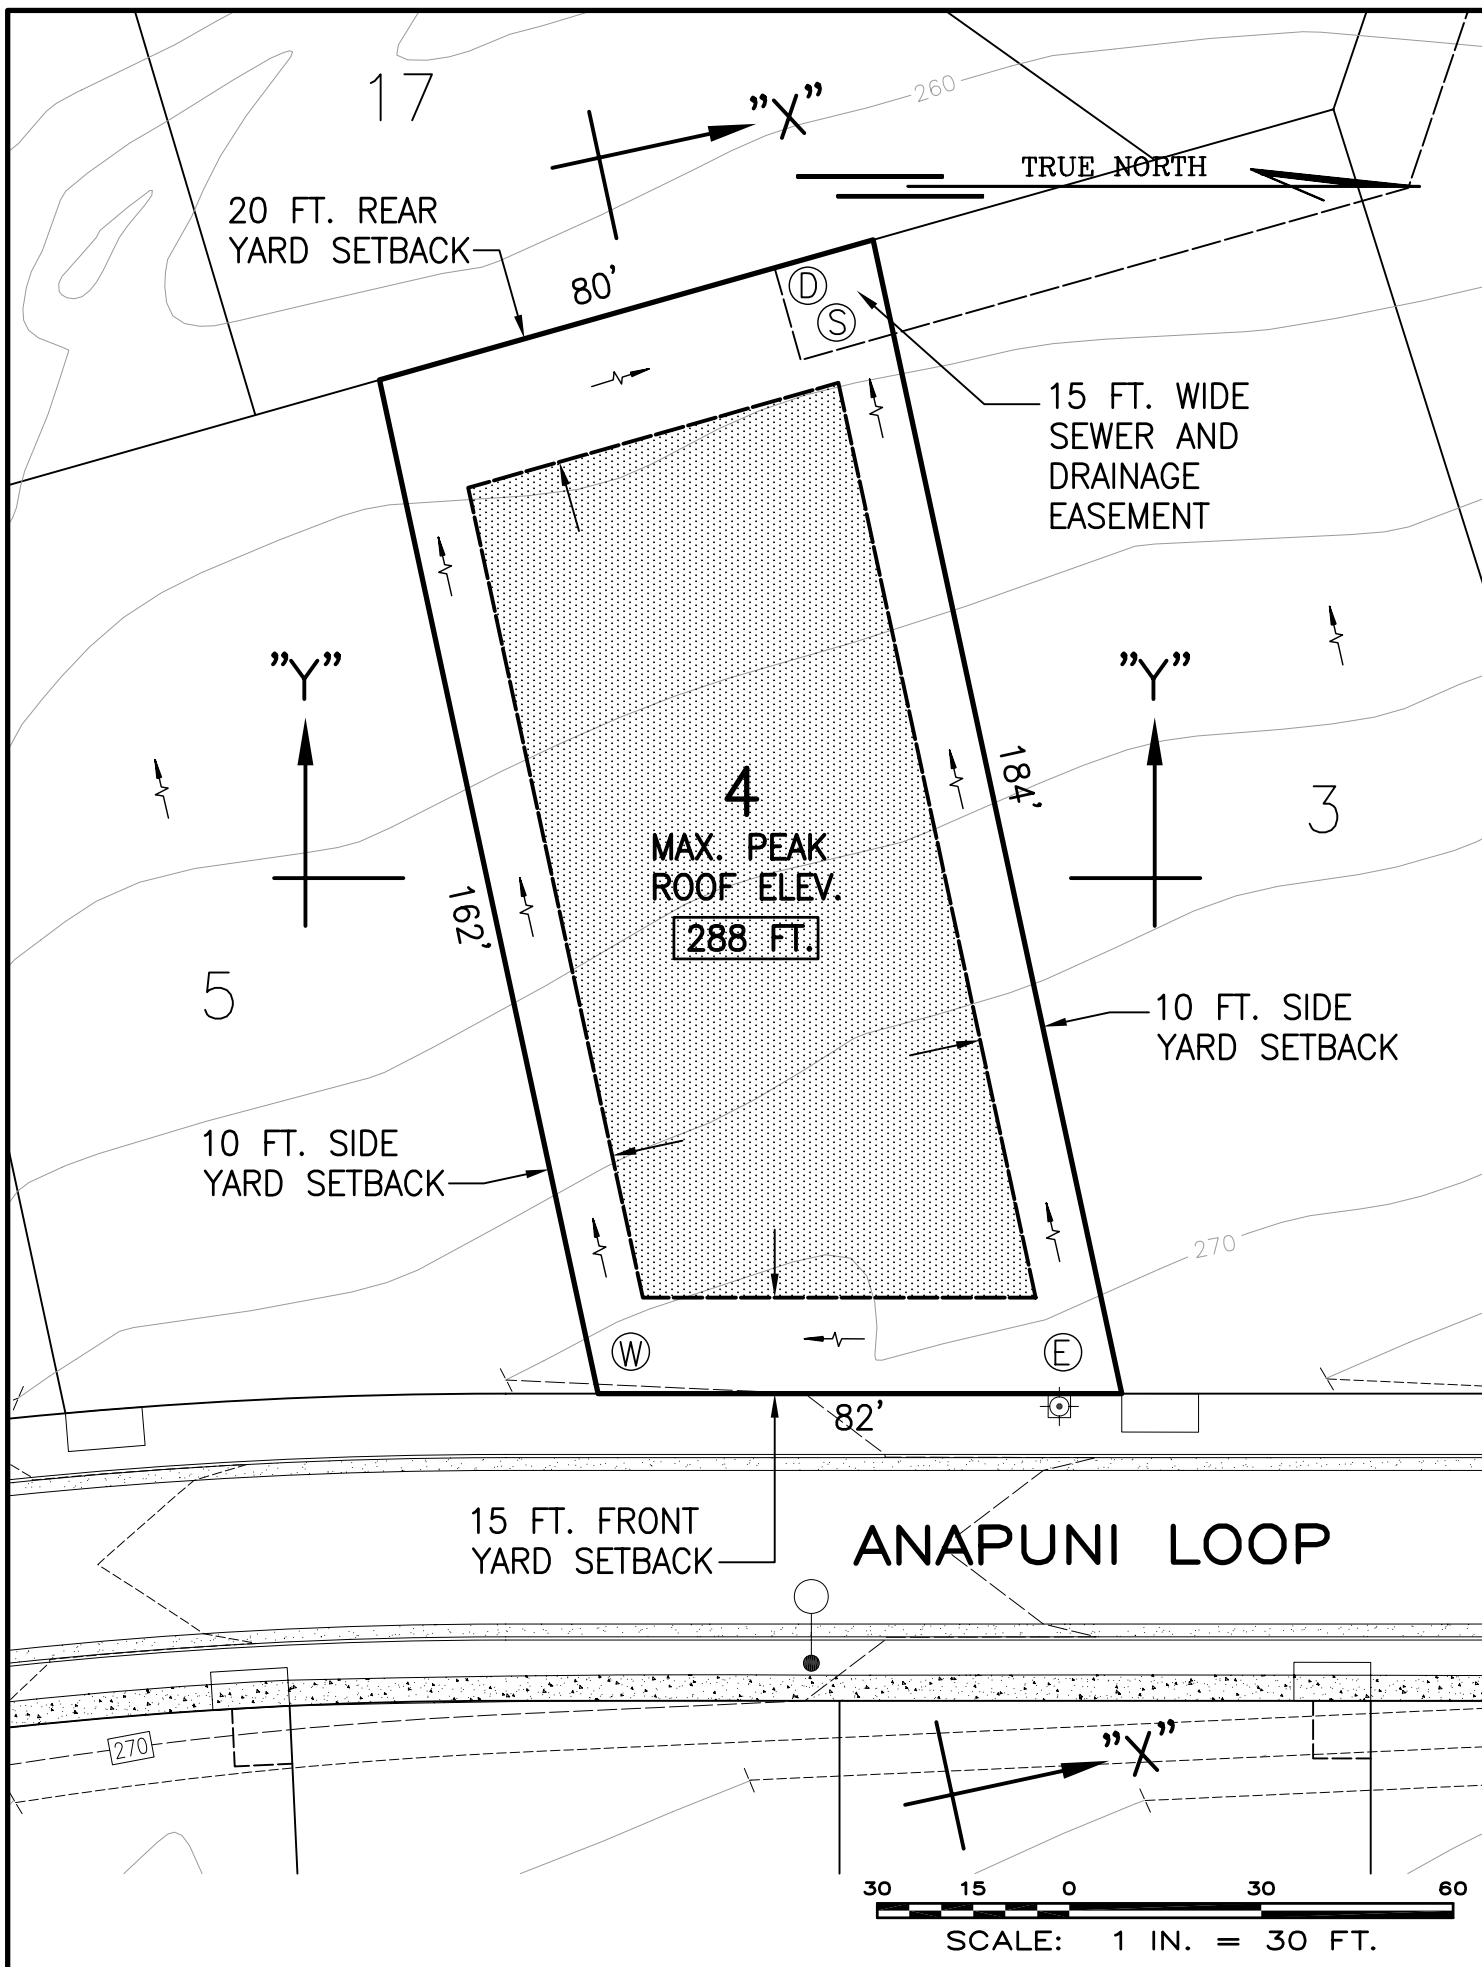 17
"X"
260
TRUE NORTH
20 FT. REAR
YARD SETBACK
80'
D
S
15 FT. WIDE
SEWER AND
DRAINAGE
EASEMENT
"Y"
"Y"
4
MAX. PEAK
ROOF ELEV.
288 FT.
184'
3
162'
5
10 FT. SIDE
YARD SETBACK
10 FT. SIDE
YARD SETBACK
270
W
E
82'
15 FT. FRONT
YARD SETBACK
ANAPUNI LOOP
270
"X"
30 15 0 30 60
SCALE: 1 IN. = 30 FT.